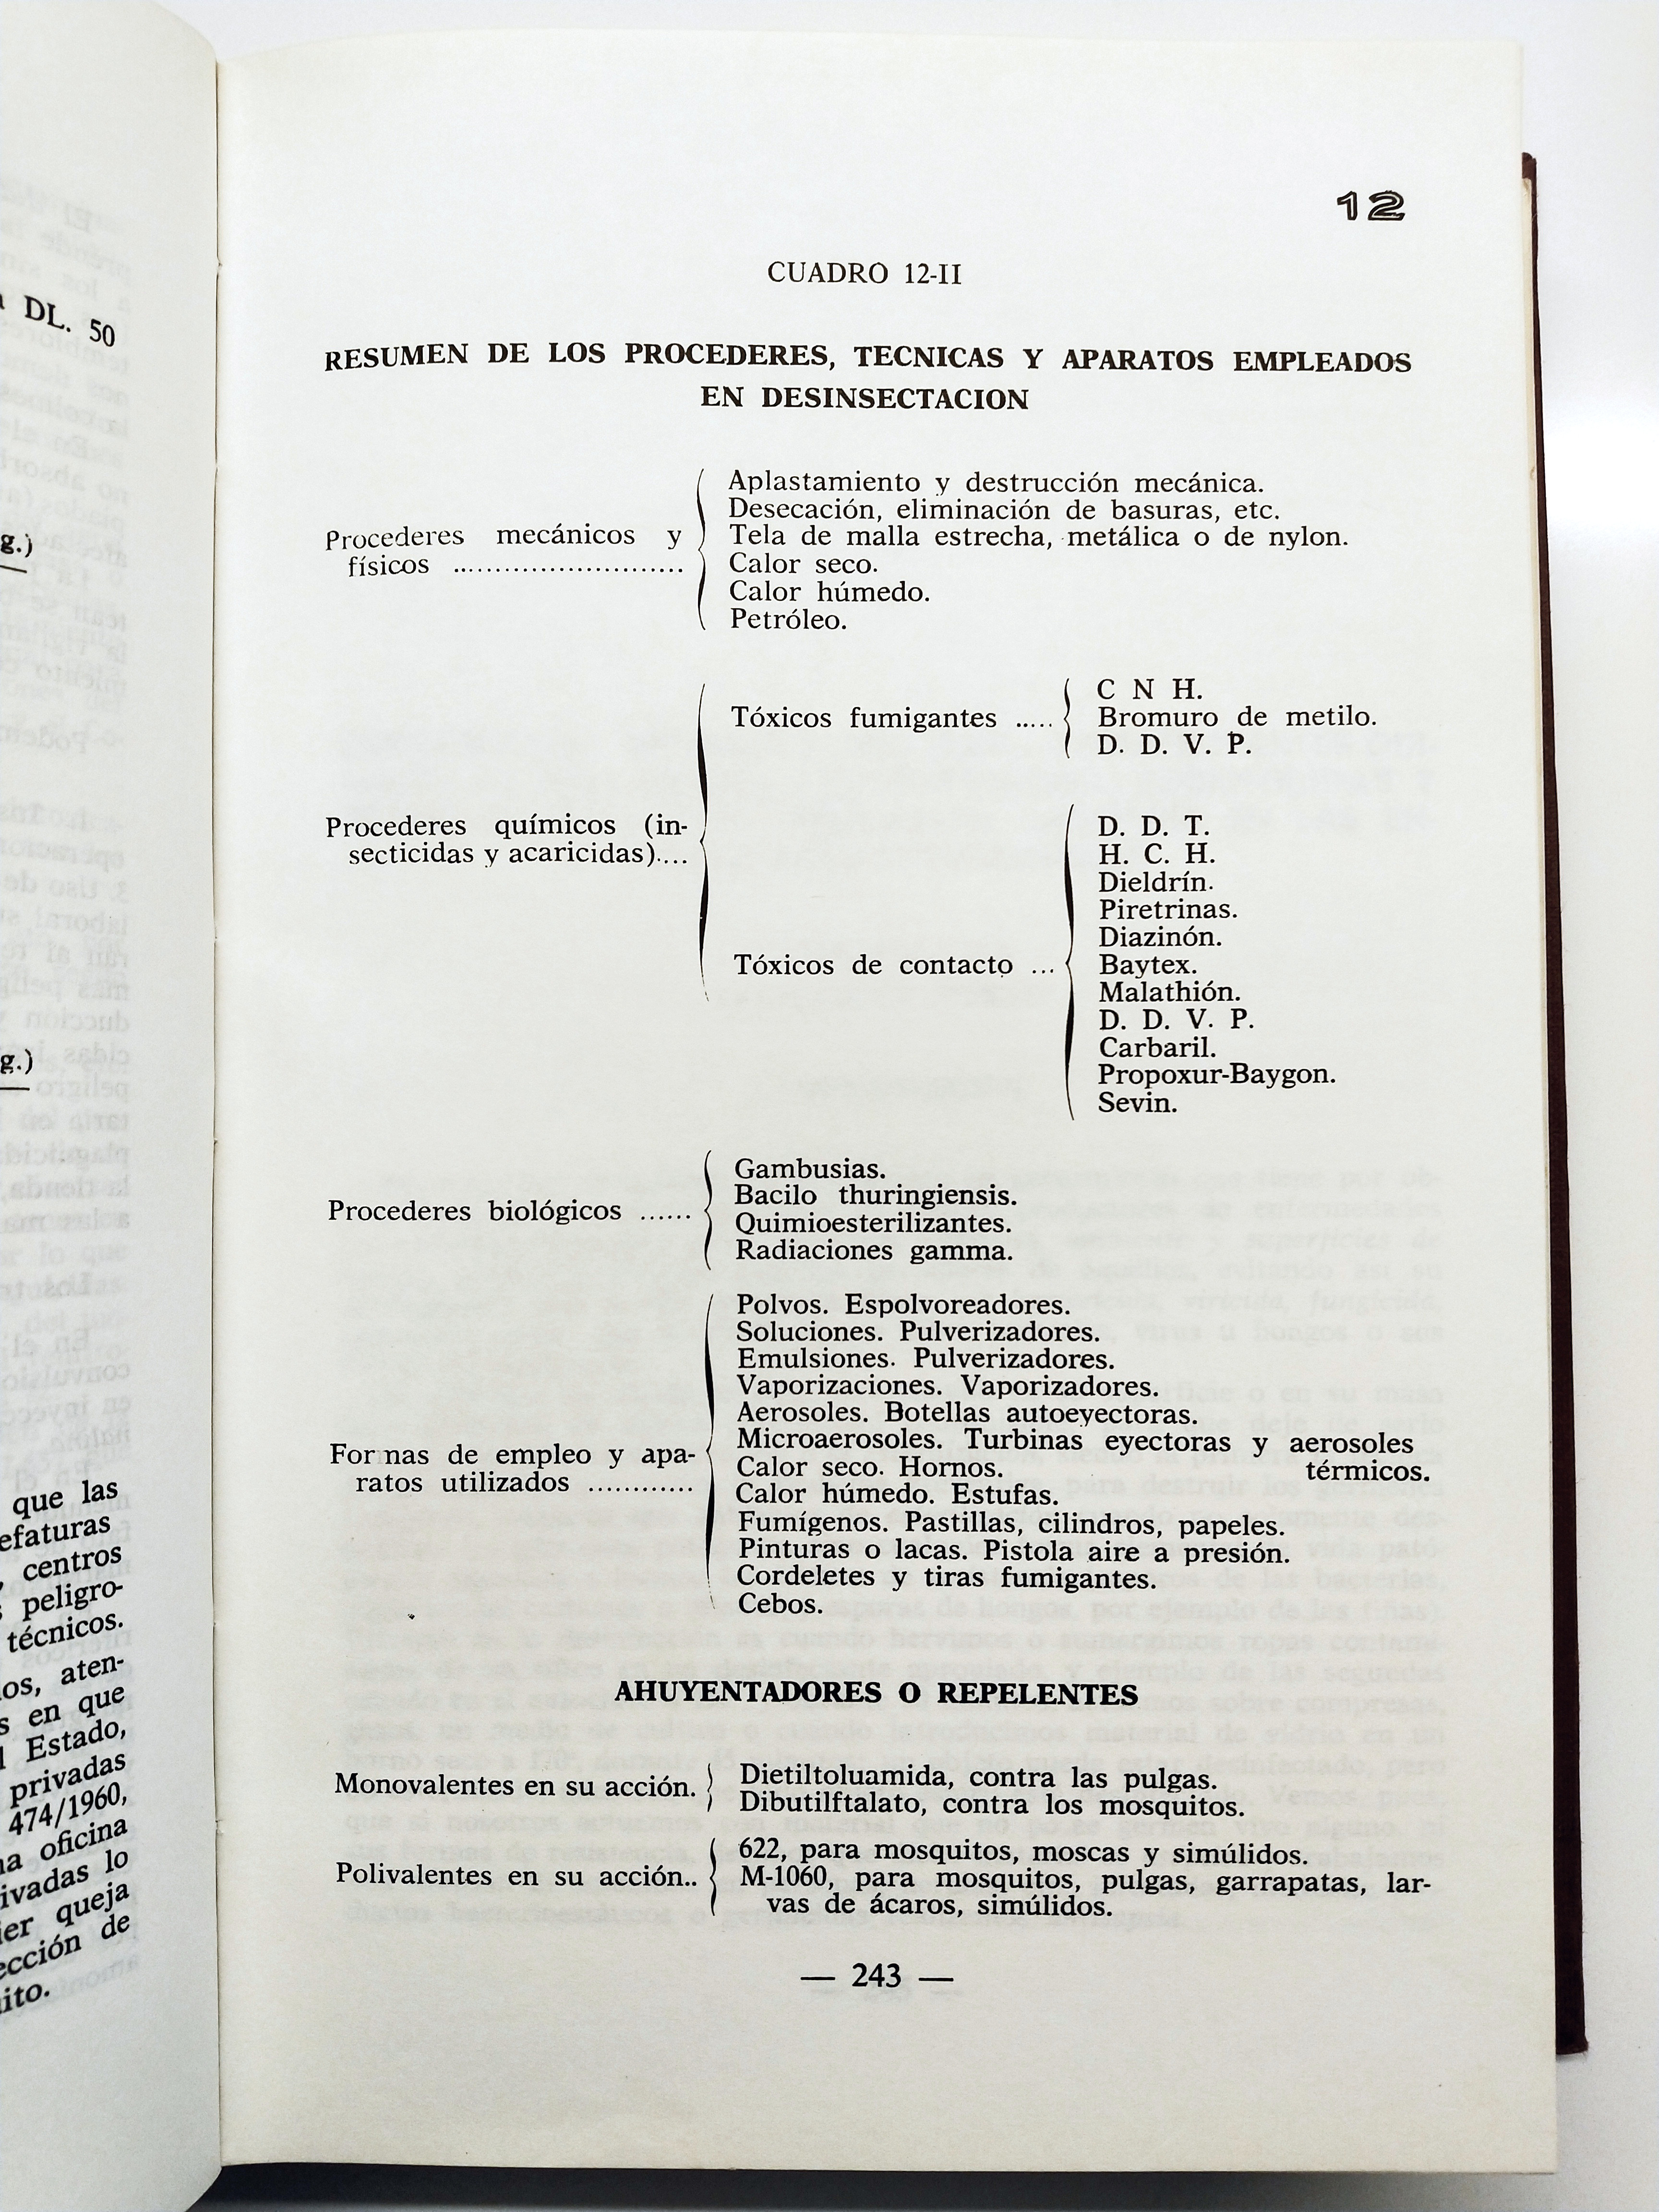 DL. 50
g.)
g.)
que las
efaturas
centros
peligro-
técnicos.
os, aten-
s en que
Estado,
privadas
474/1960,
oficina
ivadas lo
ier queja
ección de
ito.
12
CUADRO 12-II
RESUMEN DE LOS PROCEDERES, TECNICAS Y APARATOS EMPLEADOS
EN DESINSECTACION
Procederes mecánicos y
físicos ...........................
Aplastamiento y destrucción mecánica.
Desecación, eliminación de basuras, etc.
Tela de malla estrecha, metálica o de nylon.
Calor seco.
Calor húmedo.
Petróleo.
Procederes químicos (in-
secticidas y acaricidas)....
Tóxicos fumigantes .....
C N H.
Bromuro de metilo.
D. D. V. P.
Tóxicos de contacto ...
D. D. T.
H. C. H.
Dieldrín.
Piretrinas.
Diazinón.
Baytex.
Malathión.
D. D. V. P.
Carbaril.
Propoxur-Baygon.
Sevin.
Procederes biológicos ......
Gambusias.
Bacilo thuringiensis.
Quimioesterilizantes.
Radiaciones gamma.
Formas de empleo y apa-
ratos utilizados ............
Polvos. Espolvoreadores.
Soluciones. Pulverizadores.
Emulsiones. Pulverizadores.
Vaporizaciones. Vaporizadores.
Aerosoles. Botellas autoeyectoras.
Microaerosoles. Turbinas eyectoras y aerosoles
Calor seco. Hornos. térmicos.
Calor húmedo. Estufas.
Fumígenos. Pastillas, cilindros, papeles.
Pinturas o lacas. Pistola aire a presión.
Cordeletes y tiras fumigantes.
Cebos.
AHUYENTADORES O REPELENTES
Monovalentes en su acción.
Dietiltoluamida, contra las pulgas.
Dibutilftalato, contra los mosquitos.
Polivalentes en su acción..
622, para mosquitos, moscas y simúlidos.
M-1060, para mosquitos, pulgas, garrapatas, lar-
vas de ácaros, simúlidos.
— 243 —